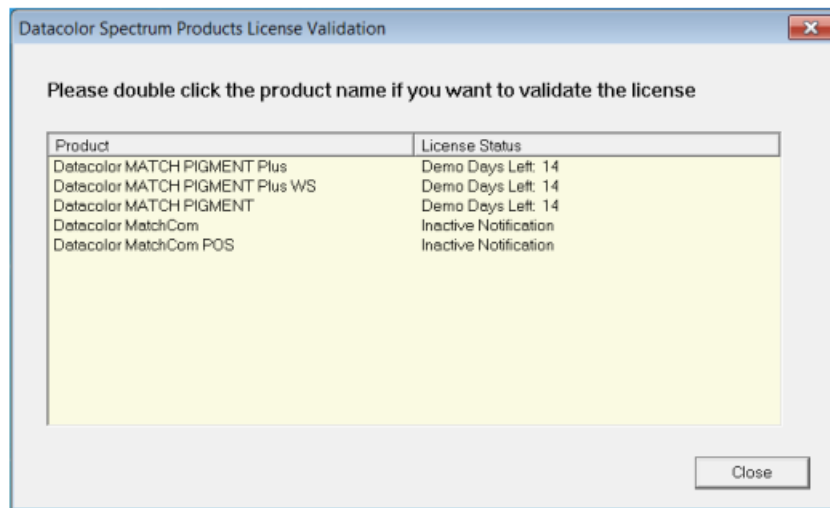 Datacolor Spectrum Products License Validation
Please double click the product name if you want to validate the license
Product License Status
Datacolor MATCH PIGMENT Plus Demo Days Left: 14
Datacolor MATCH PIGMENT Plus WS Demo Days Left: 14
Datacolor MATCH PIGMENT Demo Days Left: 14
Datacolor MatchCom Inactive Notification
Datacolor MatchCom POS Inactive Notification
Close